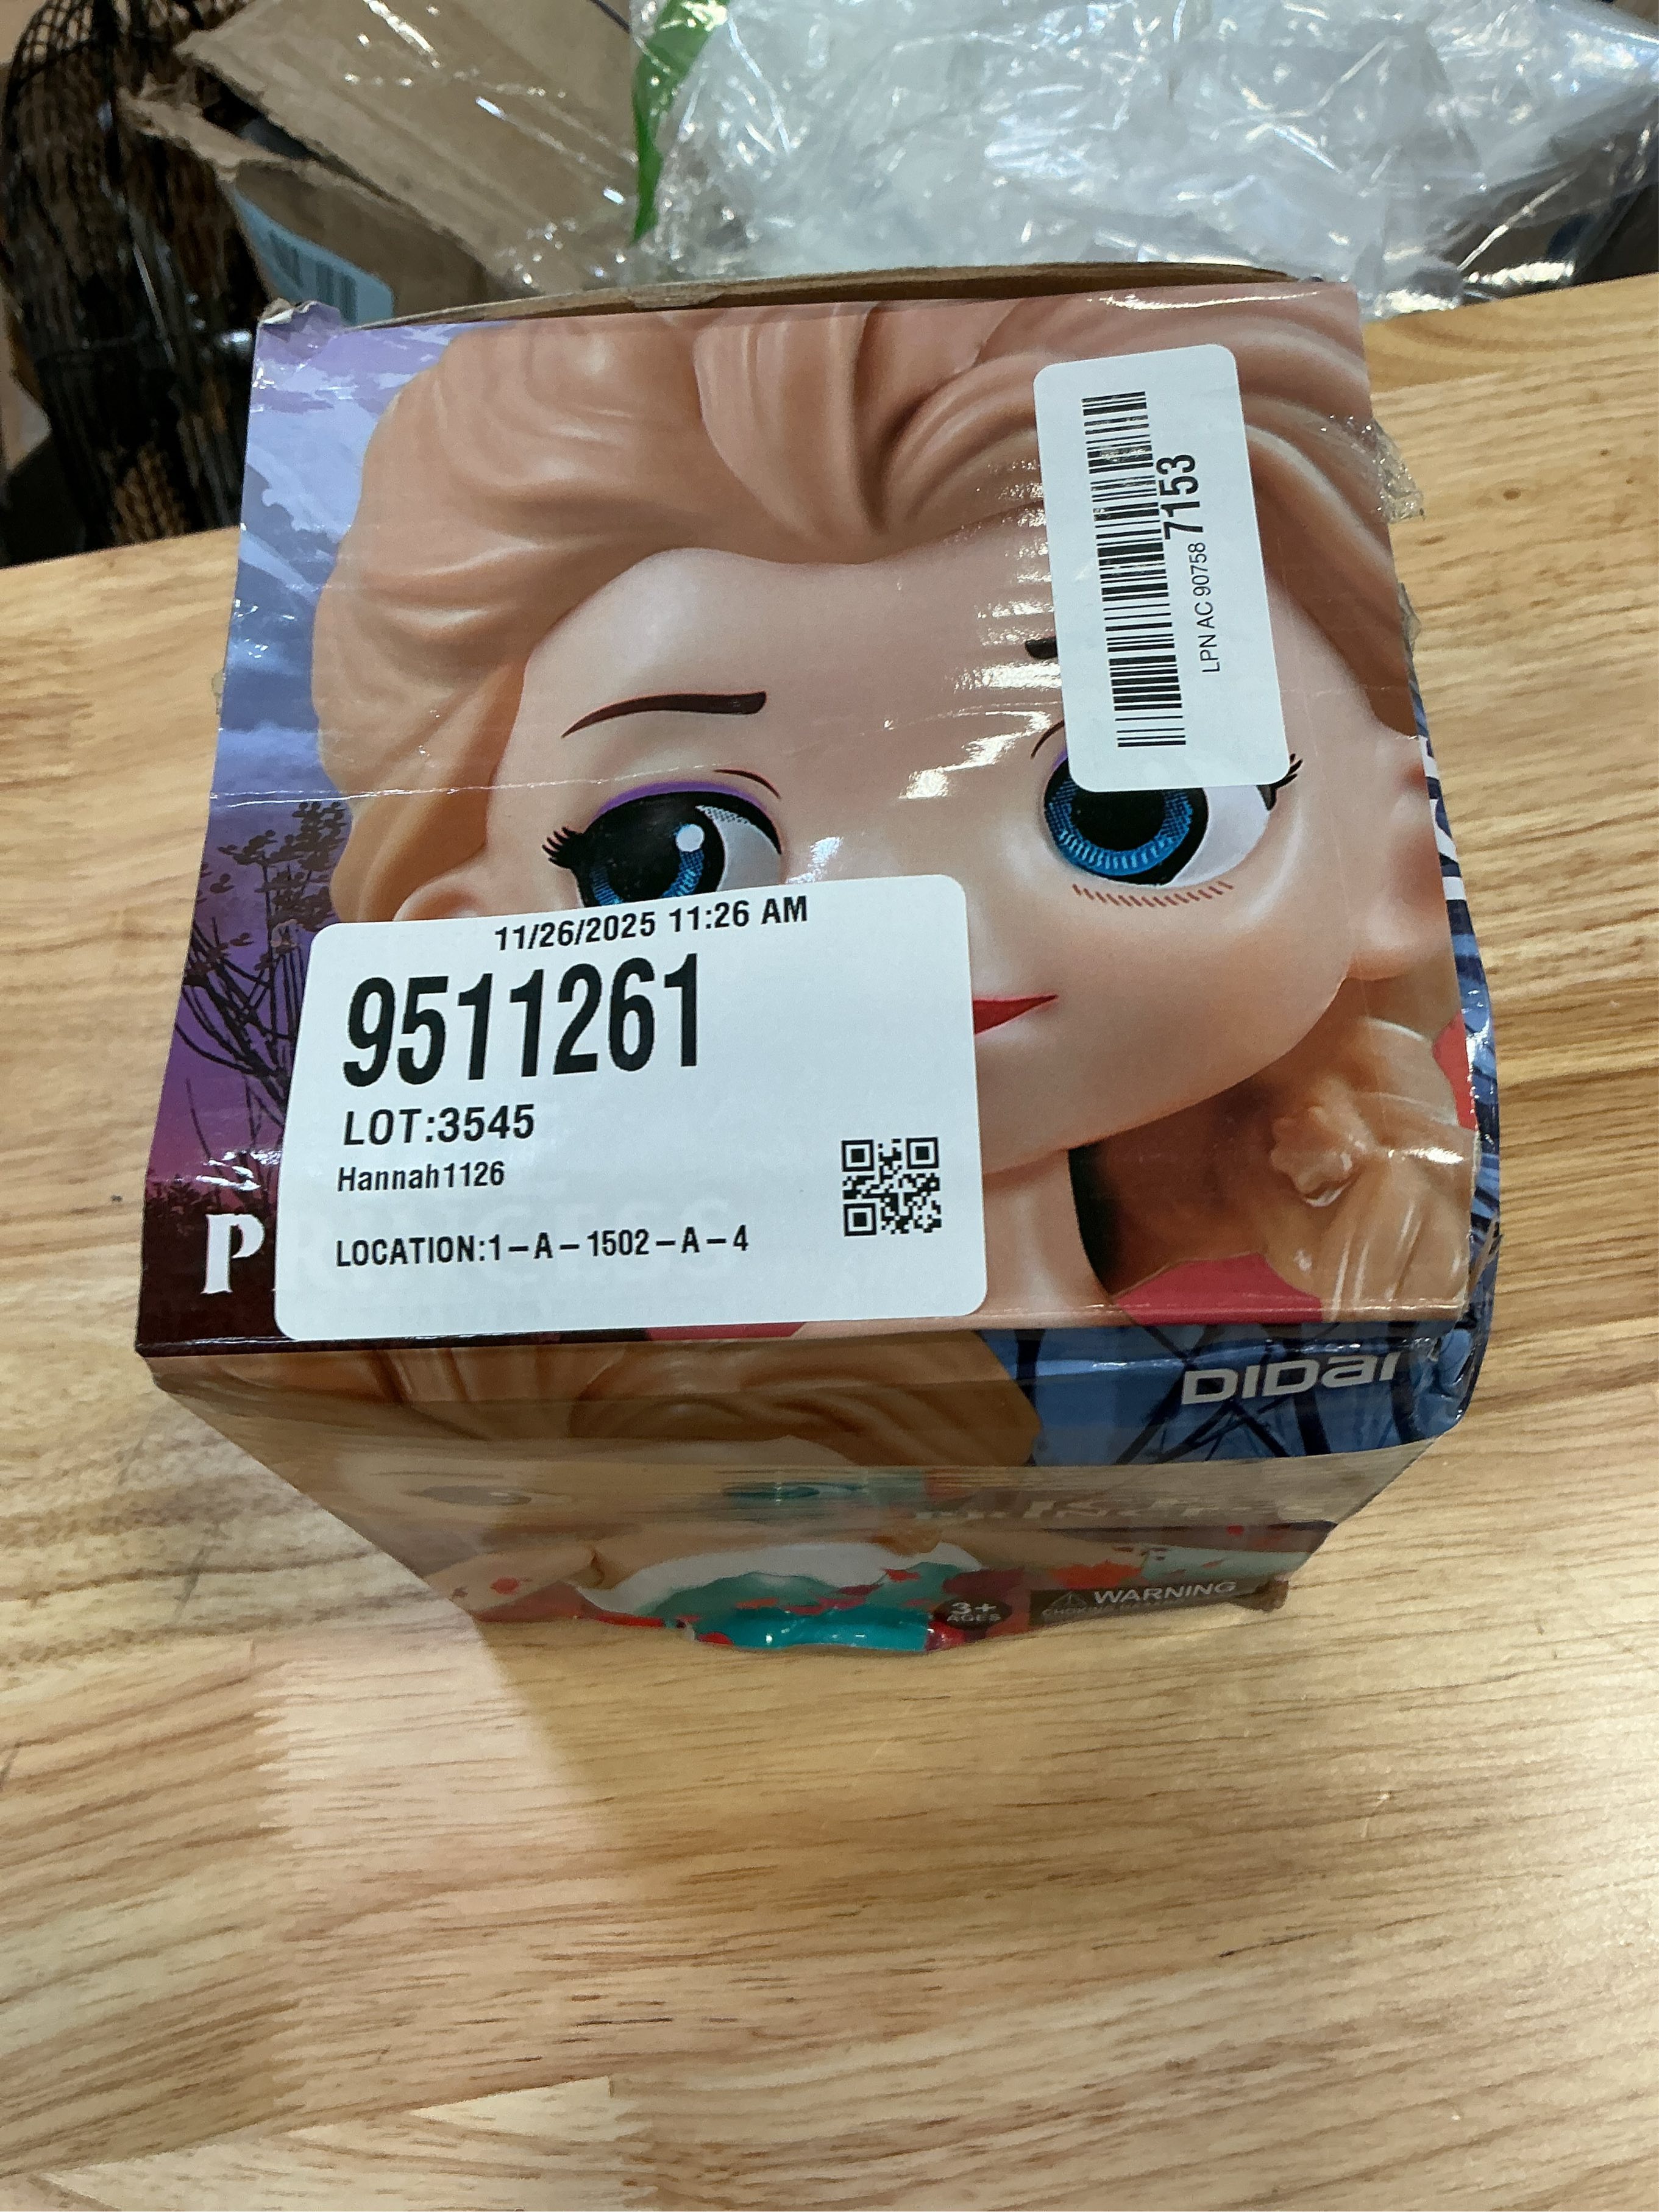 7153
LPN AC 90758
11/26/2025 11:26 AM
9511261
LOT:3545
Hannah1126
LOCATION:1-A-1502-A-4
PRINCESS
DIDai
3+
AGES
WARNING